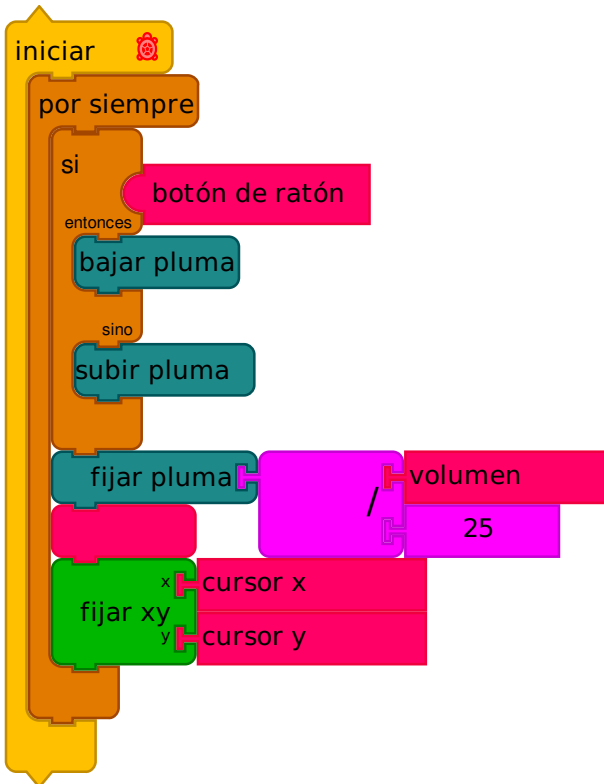 iniciar
por siempre
si
botón de ratón
entonces
bajar pluma
sino
subir pluma
fijar pluma
/
volumen
25
fijar xy
x
cursor x
y
cursor y